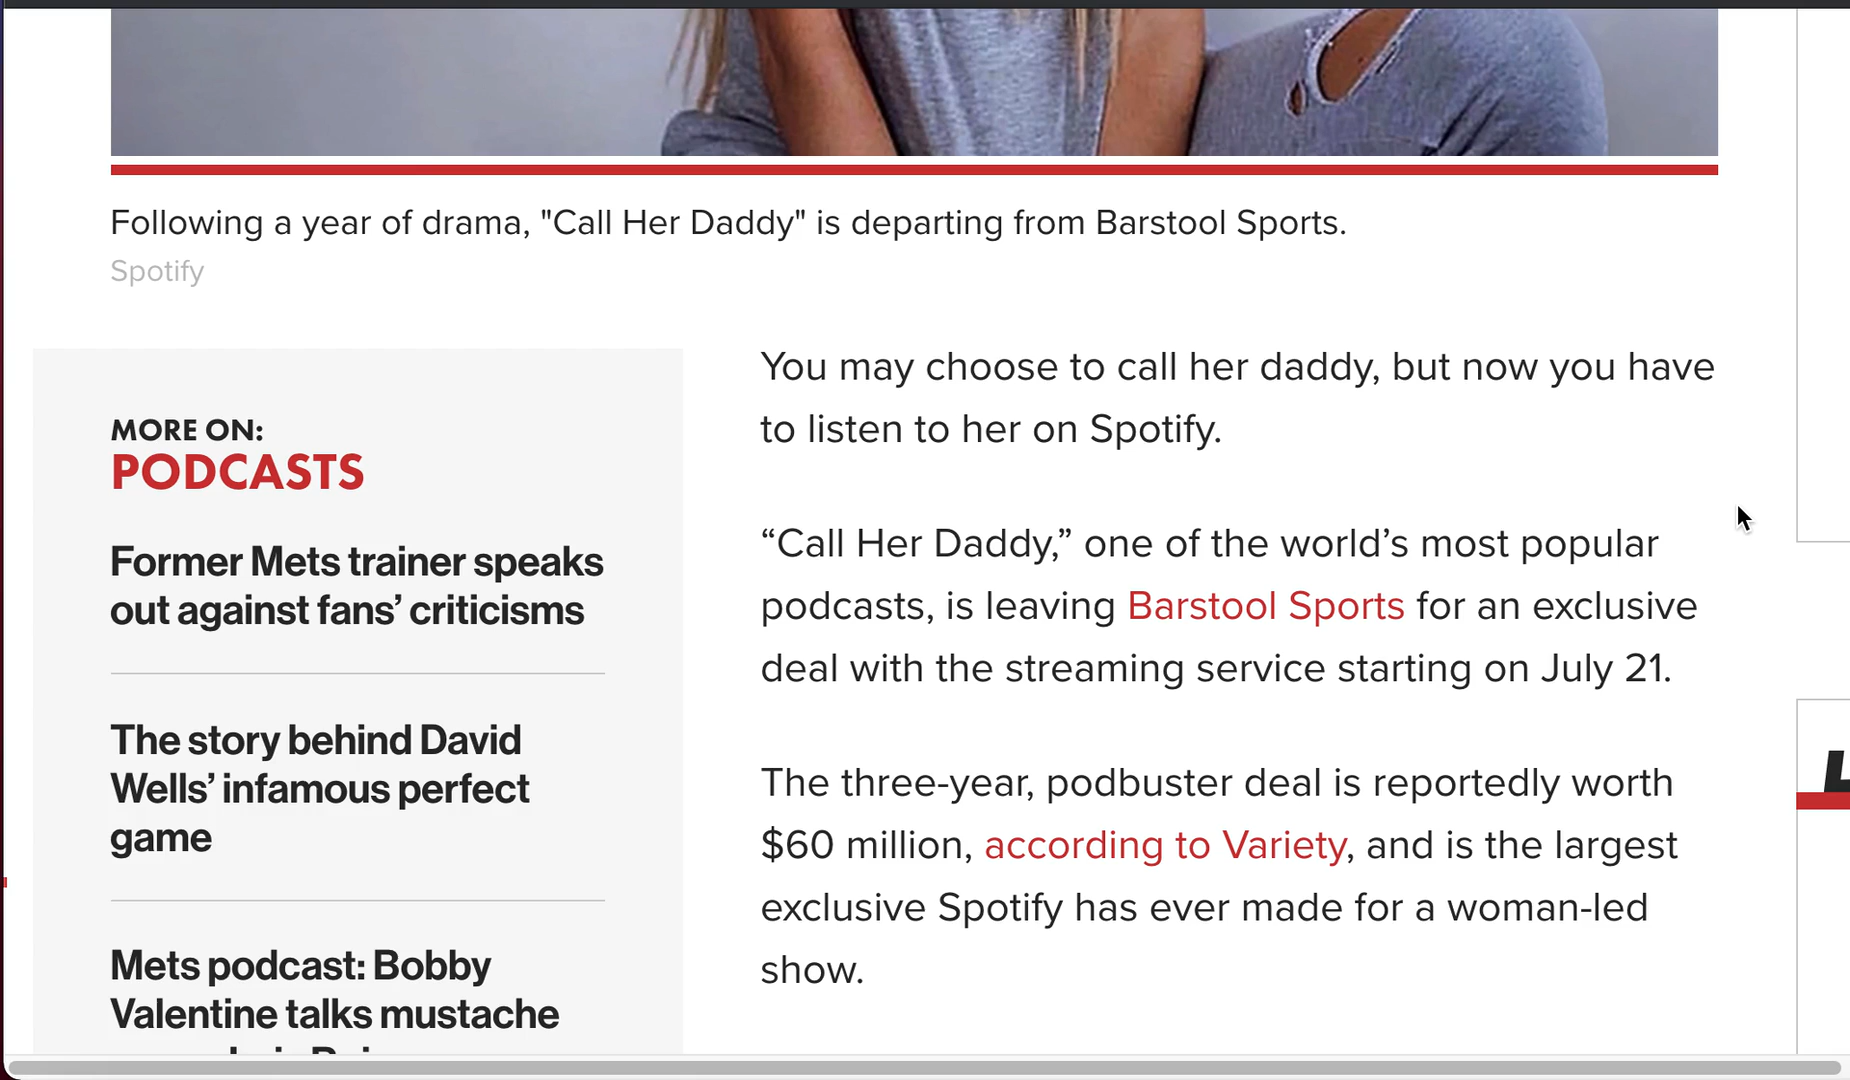 Following a year of drama, "Call Her Daddy" is departing from Barstool Sports.
Spotify
MORE ON:
PODCASTS
Former Mets trainer speaks
out against fans’ criticisms
The story behind David
Wells’ infamous perfect
game
Mets podcast: Bobby
Valentine talks mustache
You may choose to call her daddy, but now you have
to listen to her on Spotify.
“Call Her Daddy,” one of the world’s most popular
podcasts, is leaving Barstool Sports for an exclusive
deal with the streaming service starting on July 21.
The three-year, podbuster deal is reportedly worth
$60 million, according to Variety, and is the largest
exclusive Spotify has ever made for a woman-led
show.